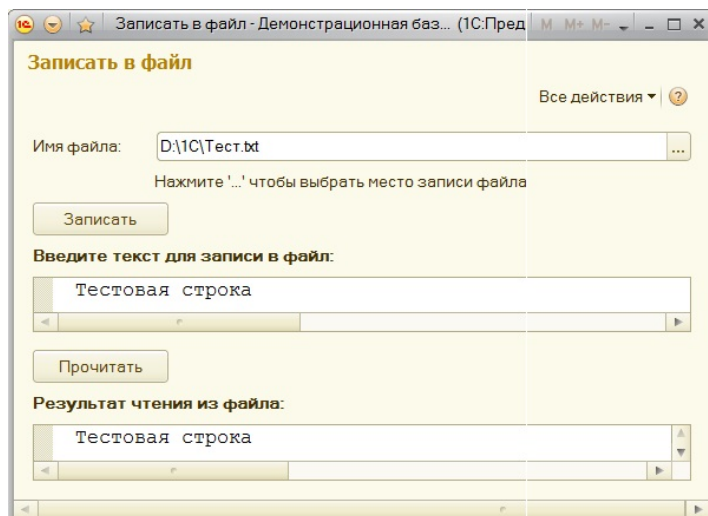 Записать в файл - Демонстрационная баз... (1С:Пред M M+ M-
Записать в файл
Все действия ?
Имя файла: D:\1С\Тест.txt ...
Нажмите '...' чтобы выбрать место записи файла
Записать
Введите текст для записи в файл:
Тестовая строка
Прочитать
Результат чтения из файла:
Тестовая строка